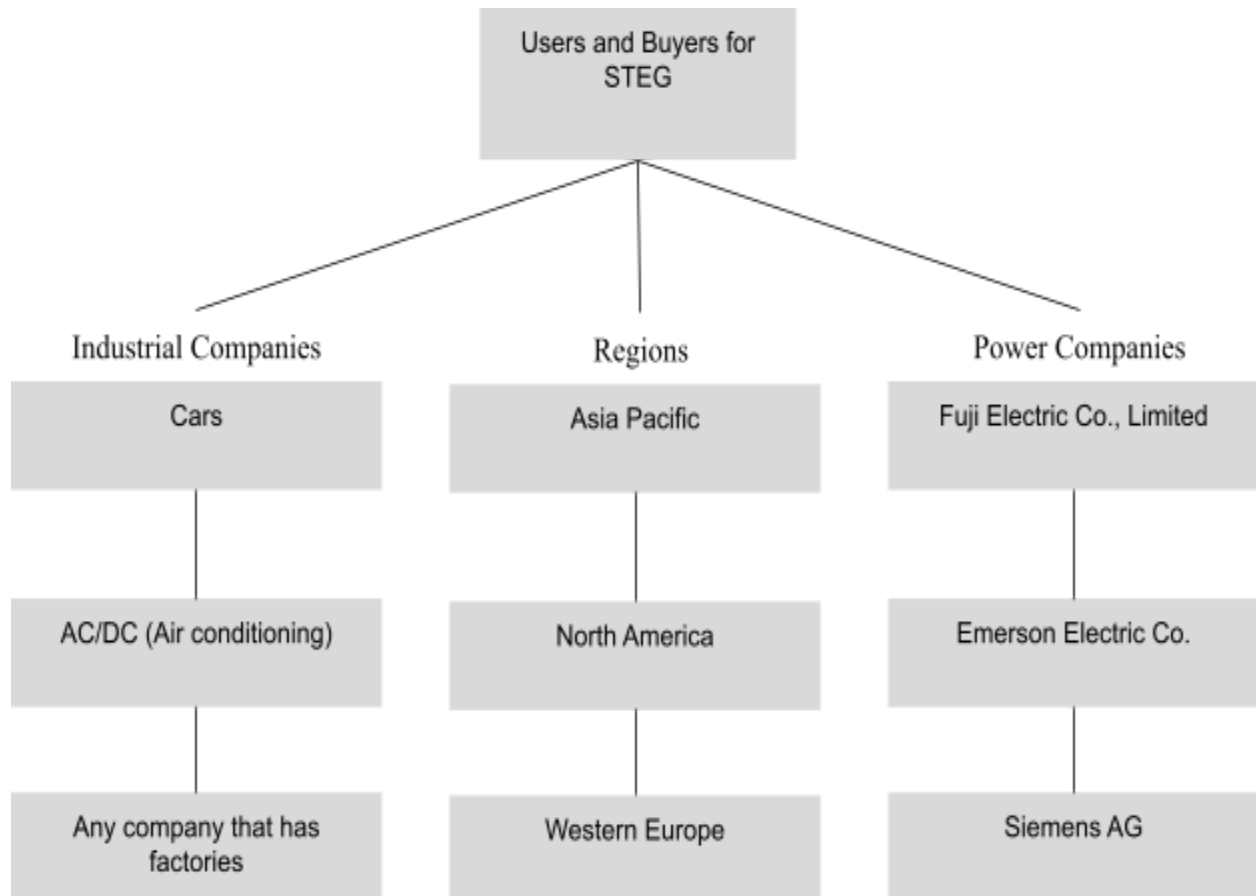 Users and Buyers for
STEG
Industrial Companies
Regions
Power Companies
Cars
Asia Pacific
Fuji Electric Co., Limited
AC/DC (Air conditioning)
North America
Emerson Electric Co.
Any company that has
factories
Western Europe
Siemens AG